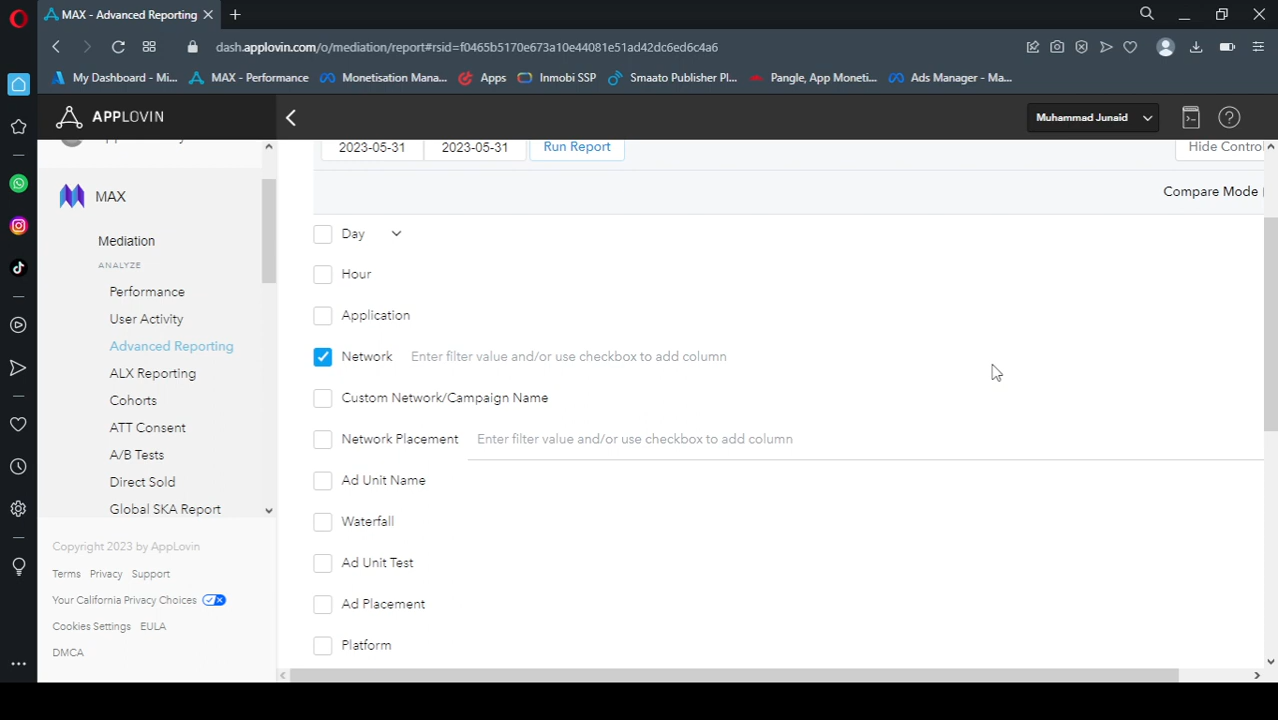 MAX - Advanced Reporting
dash.applovin.com/o/mediation/report#rsid=f0465b5170e673a10e44081e51ad42dc6ed6c4a6
My Dashboard - Mi...
MAX - Performance
Monetisation Mana...
Apps
Inmobi SSP
Smaato Publisher Pl...
Pangle, App Moneti...
Ads Manager - Ma...
APPLOVIN
Muhammad Junaid
2023-05-31
2023-05-31
Run Report
Hide Control
Compare Mode
MAX
Mediation
ANALYZE
Performance
User Activity
Advanced Reporting
ALX Reporting
Cohorts
ATT Consent
A/B Tests
Direct Sold
Global SKA Report
Copyright 2023 by AppLovin
Terms Privacy Support
Your California Privacy Choices
Cookies Settings EULA
DMCA
Day
Hour
Application
Network Enter filter value and/or use checkbox to add column
Custom Network/Campaign Name
Network Placement Enter filter value and/or use checkbox to add column
Ad Unit Name
Waterfall
Ad Unit Test
Ad Placement
Platform